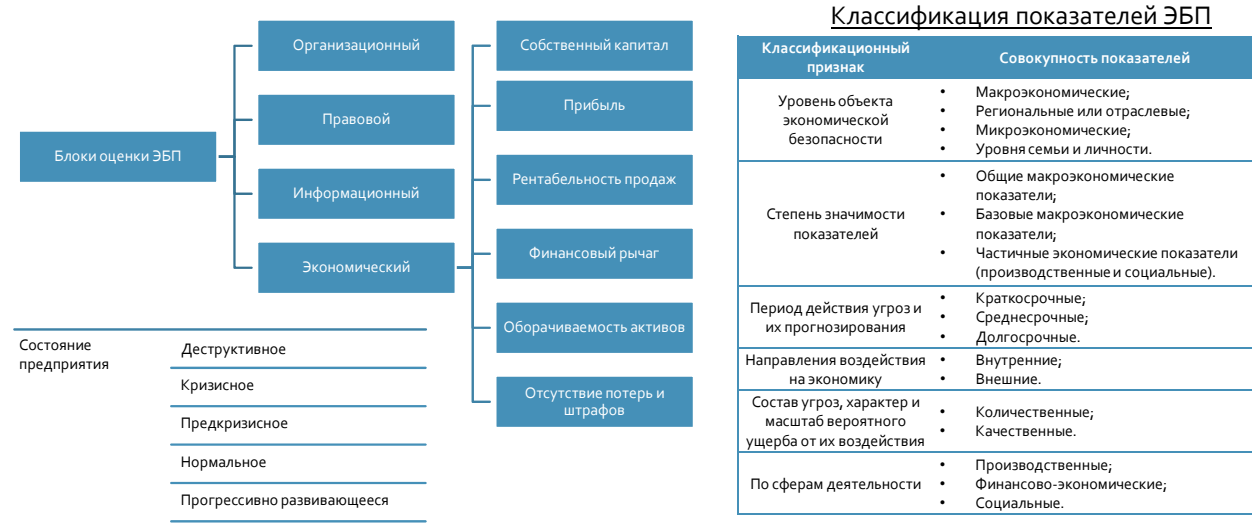 Блоки оценки ЭБП
Организационный
Правовой
Информационный
Экономический
Собственный капитал
Прибыль
Рентабельность продаж
Финансовый рычаг
Оборачиваемость активов
Отсутствие потерь и
штрафов
Состояние
предприятия
Деструктивное
Кризисное
Предкризисное
Нормальное
Прогрессивно развивающееся
Классификация показателей ЭБП
Классификационный
признак
Совокупность показателей
Уровень объекта
экономической
безопасности
• Макроэкономические;
• Региональные или отраслевые;
• Микроэкономические;
• Уровня семьи и личности.
Степень значимости
показателей
• Общие макроэкономические
показатели;
• Базовые макроэкономические
показатели;
• Частичные экономические показатели
(производственные и социальные).
Период действия угроз и
их прогнозирования
• Краткосрочные;
• Среднесрочные;
• Долгосрочные.
Направления воздействия
на экономику
• Внутренние;
• Внешние.
Состав угроз, характер и
масштаб вероятного
ущерба от их воздействия
• Количественные;
• Качественные.
По сферам деятельности
• Производственные;
• Финансово-экономические;
• Социальные.